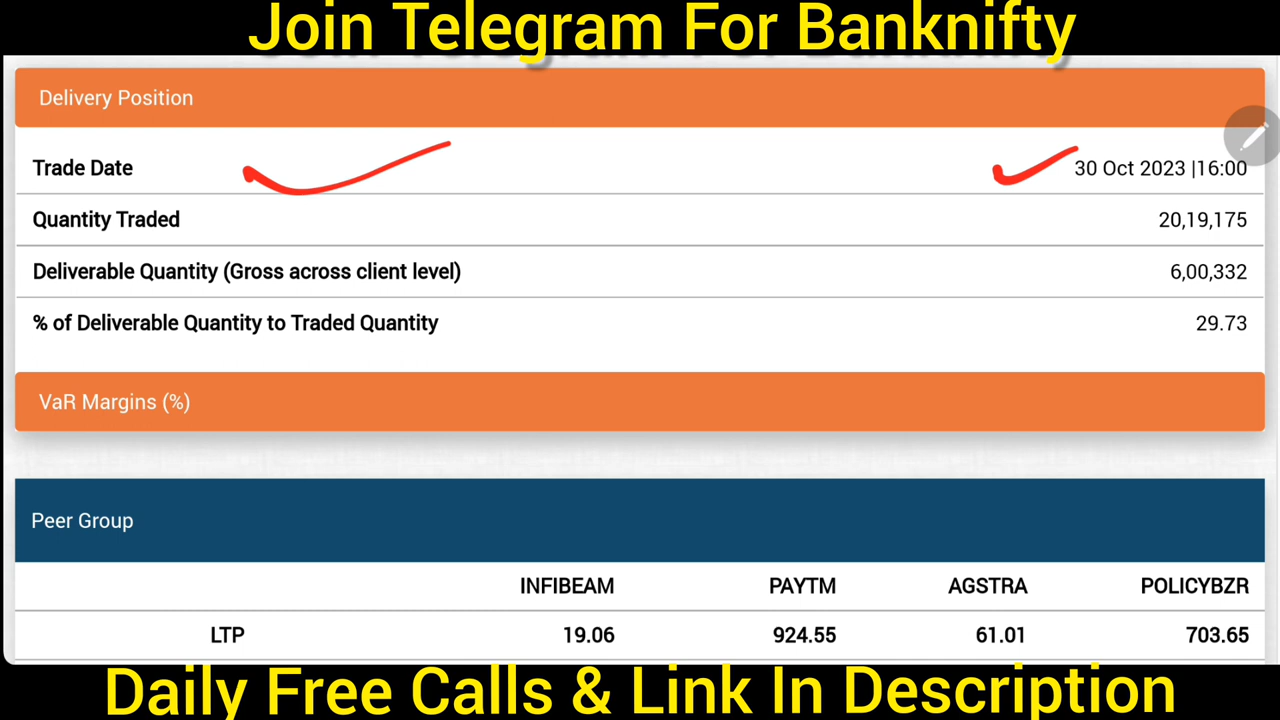 Join Telegram For Banknifty
Delivery Position
Trade Date 30 Oct 2023 |16:00
Quantity Traded 20,19,175
Deliverable Quantity (Gross across client level) 6,00,332
% of Deliverable Quantity to Traded Quantity 29.73
VaR Margins (%)
Peer Group
INFIBEAM PAYTM AGSTRA POLICYBZR
LTP 19.06 924.55 61.01 703.65
Daily Free Calls & Link In Description